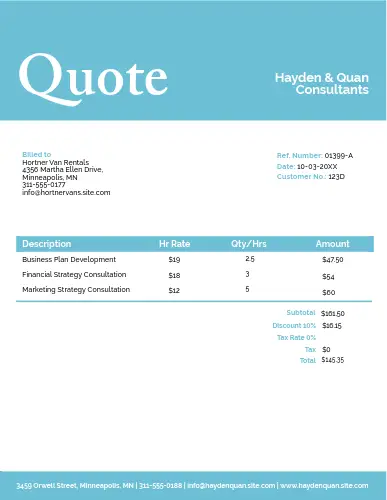 Quote
Hayden & Quan
Consultants
Billed to
Hortner Van Rentals
4356 Martha Ellen Drive,
Minneapolis, MN
311-555-0177
info@hortnervans.site.com
Ref. Number: 01399-A
Date: 10-03-20XX
Customer No.: 123D
Description Hr Rate Qty/Hrs Amount
Business Plan Development $19 2.5 $47.50
Financial Strategy Consultation $18 3 $54
Marketing Strategy Consultation $12 5 $60
Subtotal $161.50
Discount 10% $16.15
Tax Rate 0%
Tax $0
Total $145.35
3459 Orwell Street, Minneapolis, MN | 311-555-0188 | info@haydenquan.site.com | www.haydenquan.site.com